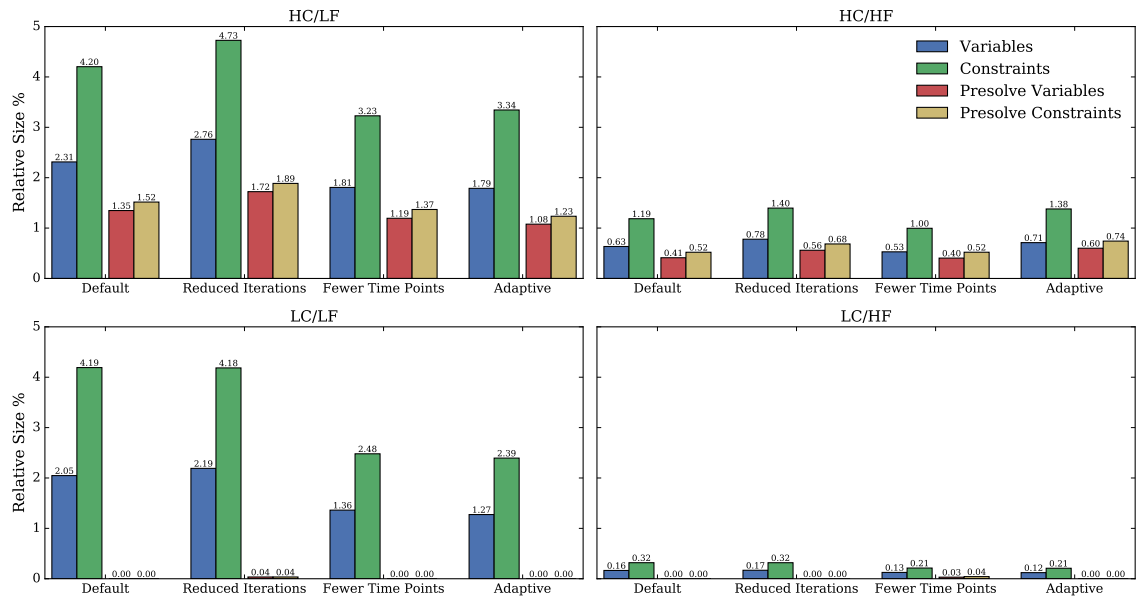 HC/LF
HC/HF
5
4
3
2
1
0
Relative Size %
2.31
4.20
1.35
1.52
2.76
4.73
1.72
1.89
1.81
3.23
1.19
1.37
1.79
3.34
1.08
1.23
Default
Reduced Iterations
Fewer Time Points
Adaptive
Variables
Constraints
Presolve Variables
Presolve Constraints
0.63
1.19
0.41
0.52
0.78
1.40
0.56
0.68
0.53
1.00
0.40
0.52
0.71
1.38
0.60
0.74
Default
Reduced Iterations
Fewer Time Points
Adaptive
LC/LF
LC/HF
5
4
3
2
1
0
Relative Size %
2.05
4.19
0.00
0.00
2.19
4.18
0.04
0.04
1.36
2.48
0.00
0.00
1.27
2.39
0.00
0.00
Default
Reduced Iterations
Fewer Time Points
Adaptive
0.16
0.32
0.00
0.00
0.17
0.32
0.00
0.00
0.13
0.21
0.03
0.04
0.12
0.21
0.00
0.00
Default
Reduced Iterations
Fewer Time Points
Adaptive